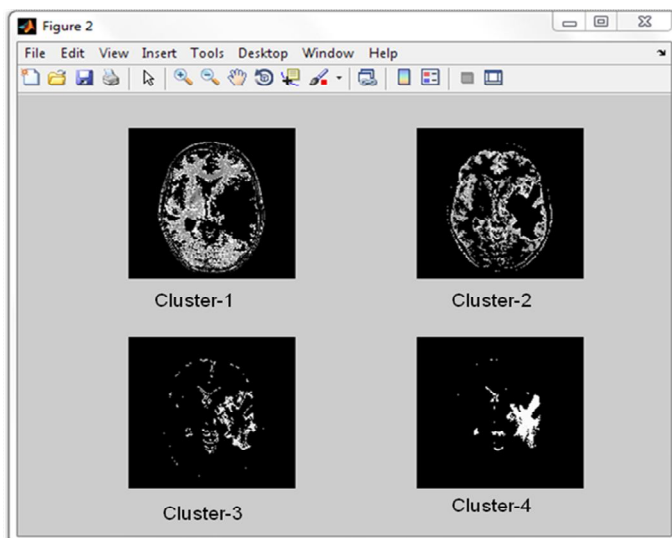 Figure 2
File Edit View Insert Tools Desktop Window Help
Cluster-1
Cluster-2
Cluster-3
Cluster-4